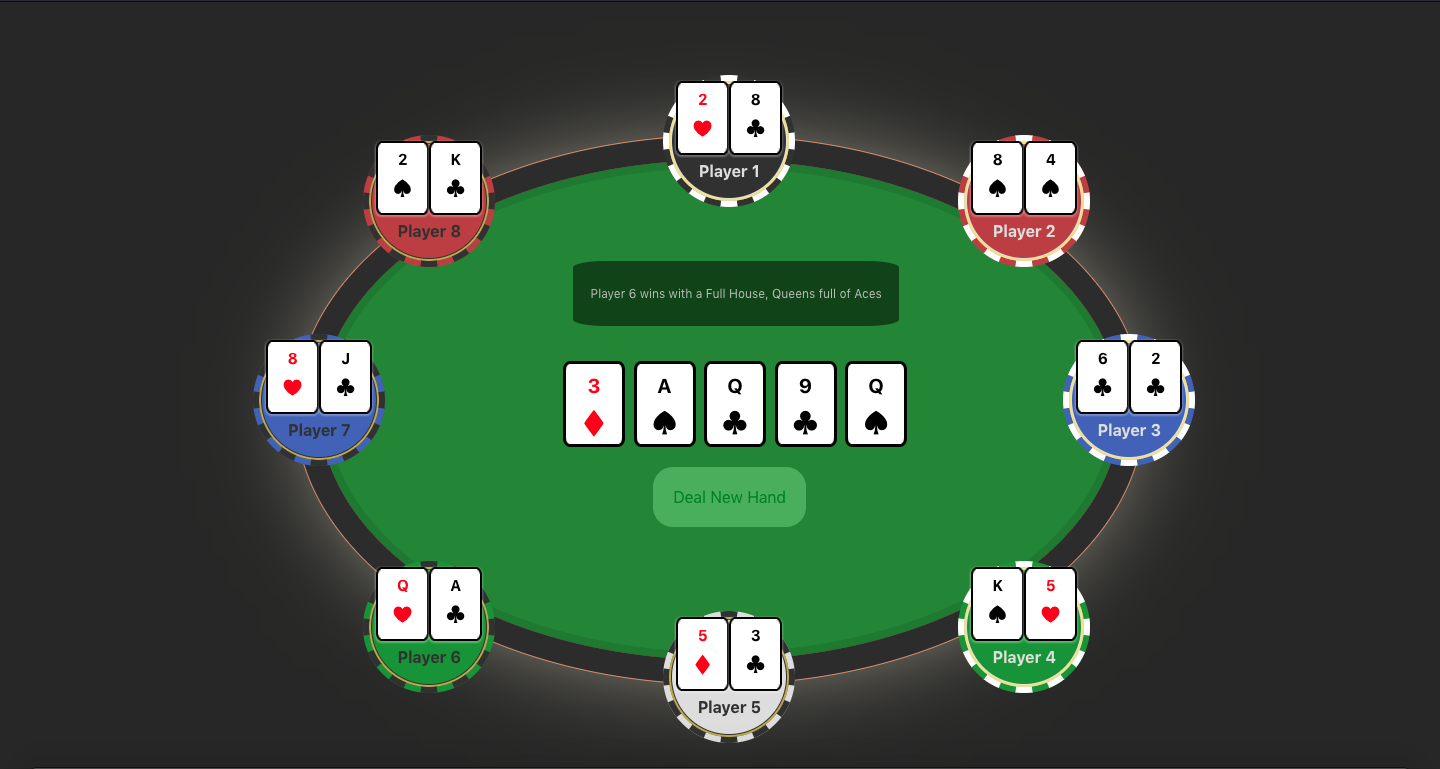 2 8
Player 1
2 K
Player 8
8 4
Player 2
Player 6 wins with a Full House, Queens full of Aces
8 J
Player 7
3 A Q 9 Q
6 2
Player 3
Deal New Hand
Q A
Player 6
5 3
Player 5
K 5
Player 4